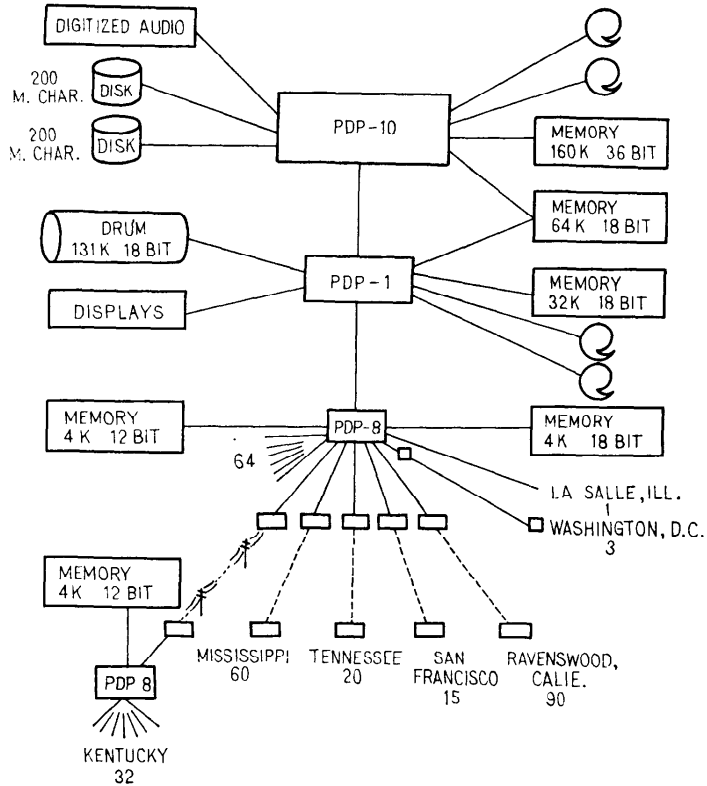 DIGITIZED AUDIO
200
M. CHAR.
DISK
200
M. CHAR.
DISK
PDP-10
MEMORY
160K 36 BIT
MEMORY
64K 18 BIT
DRUM
131K 18 BIT
PDP-1
MEMORY
32K 18 BIT
DISPLAYS
MEMORY
4K 12 BIT
PDP-8
MEMORY
4K 18 BIT
64
LA SALLE, ILL.
1
WASHINGTON, D.C.
3
MEMORY
4K 12 BIT
MISSISSIPPI
60
TENNESSEE
20
SAN
FRANCISCO
15
RAVENSWOOD,
CALIE.
90
PDP 8
KENTUCKY
32